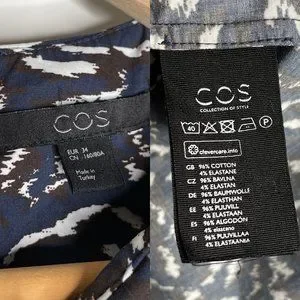 COS
EUR 34
CN 160/80A
Made in
Turkey
COS
COLLECTION OF STYLE
40
P
clevercare.info
GB 96% COTTON
4% ELASTANE
CZ 96% BAVLNA
4% ELASTAN
DE 96% BAUMWOLLE
4% ELASTHAN
EE 96% PUUVILL
4% ELASTAAN
ES 96% ALGODÓN
4% elastano
FI 96% PUUVILLAA
4% ELASTAANIA